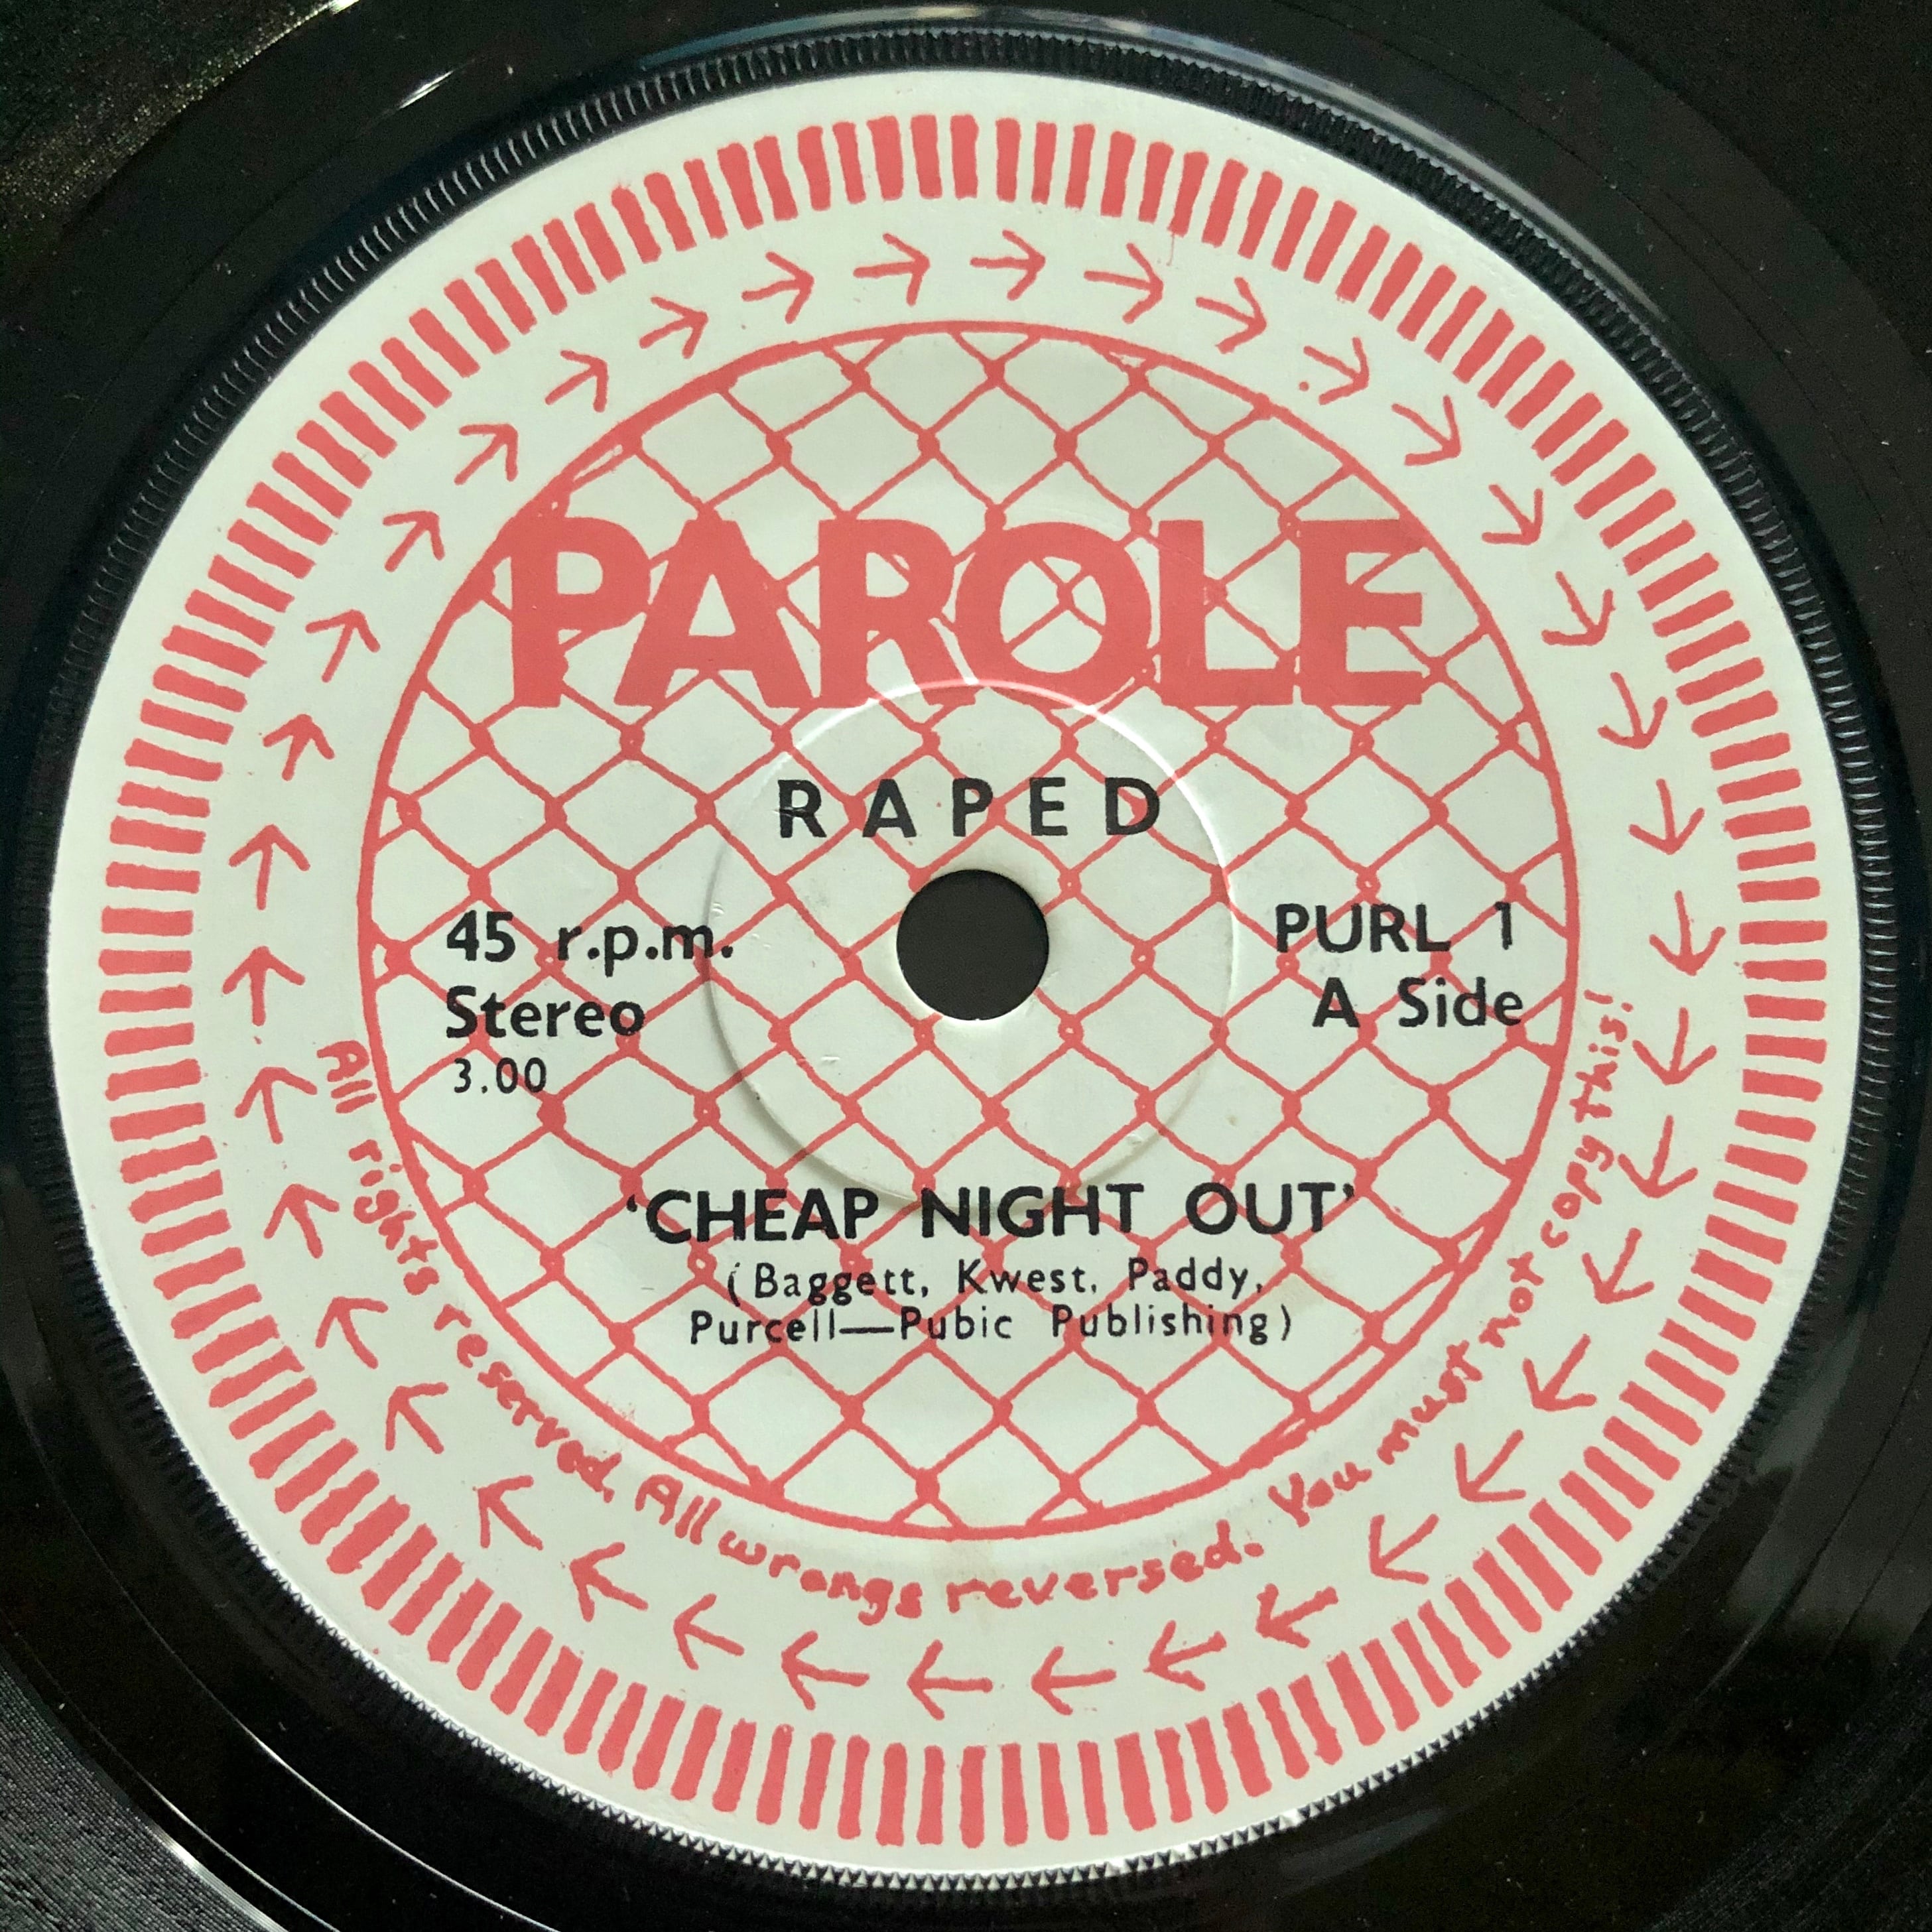 PAROLE
RAPED
45 r.p.m.
Stereo
3.00
PURL 1
A Side
'CHEAP NIGHT OUT'
(Baggett, Kwest, Paddy,
Purcell—Pubic Publishing)
All rights reserved. All wrongs reversed. You must not copy this!